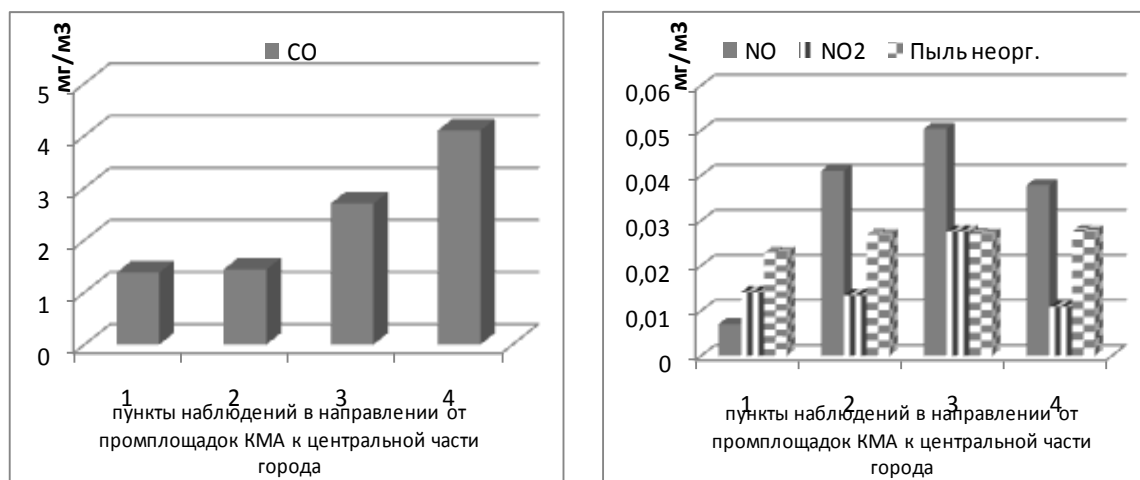 мг/м3
CO
5
4
3
2
1
0
1 2 3 4
пункты наблюдений в направлении от
промплощадок КМА к центральной части
города
мг/м3
NO NO2 Пыль неорг.
0,06
0,05
0,04
0,03
0,02
0,01
0
1 2 3 4
пункты наблюдений в направлении от
промплощадок КМА к центральной части
города